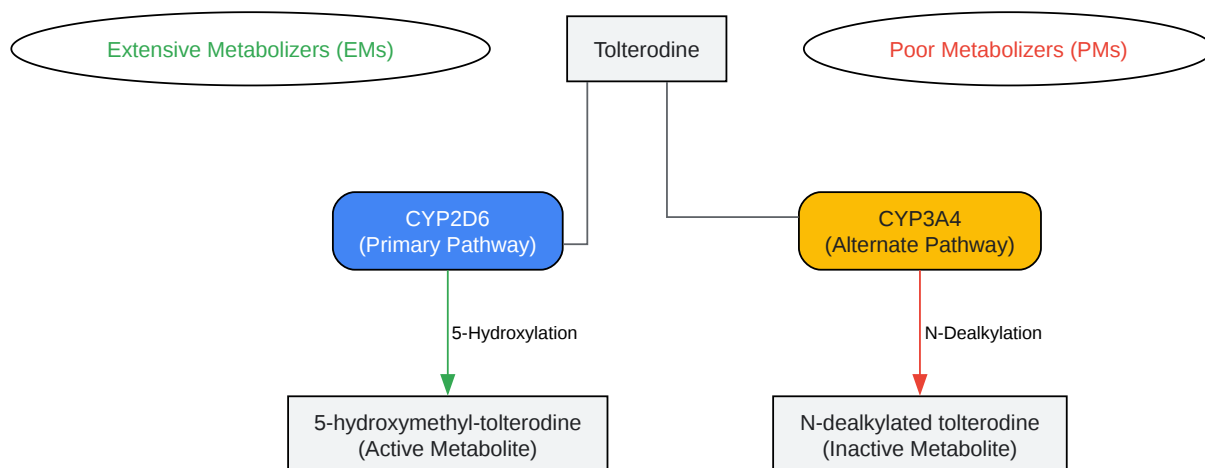 Extensive Metabolizers (EMs)
Tolterodine
Poor Metabolizers (PMs)
CYP2D6
(Primary Pathway)
CYP3A4
(Alternate Pathway)
5-Hydroxylation
N-Dealkylation
5-hydroxymethyl-tolterodine
(Active Metabolite)
N-dealkylated tolterodine
(Inactive Metabolite)